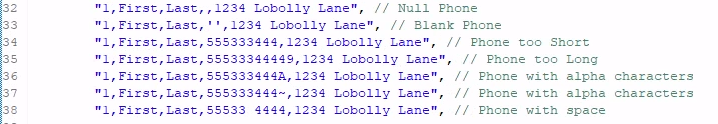 32 "1,First,Last,,1234 Lobolly Lane", // Null Phone
33 "1,First,Last,'',1234 Lobolly Lane", // Blank Phone
34 "1,First,Last,555333444,1234 Lobolly Lane", // Phone too Short
35 "1,First,Last,55533344449,1234 Lobolly Lane", // Phone too Long
36 "1,First,Last,555333444A,1234 Lobolly Lane", // Phone with alpha characters
37 "1,First,Last,555333444~,1234 Lobolly Lane", // Phone with alpha characters
38 "1,First,Last,55533 4444,1234 Lobolly Lane", // Phone with space